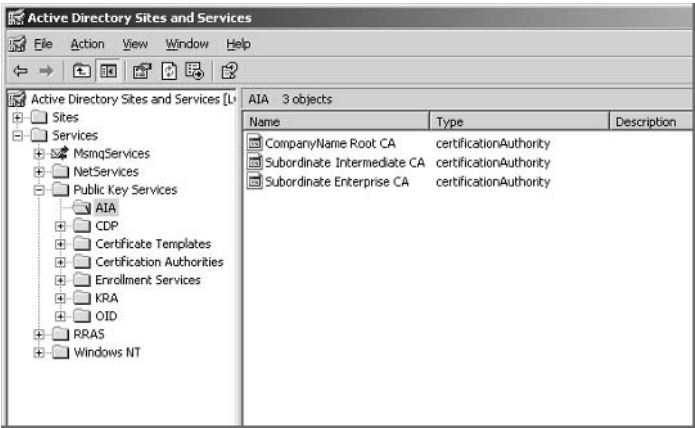 Active Directory Sites and Services
File Action View Window Help
Active Directory Sites and Services [L
Sites
Services
MsmqServices
NetServices
Public Key Services
AIA
CDP
Certificate Templates
Certification Authorities
Enrollment Services
KRA
OID
RRAS
Windows NT
AIA 3 objects
Name Type Description
CompanyName Root CA certificationAuthority
Subordinate Intermediate CA certificationAuthority
Subordinate Enterprise CA certificationAuthority